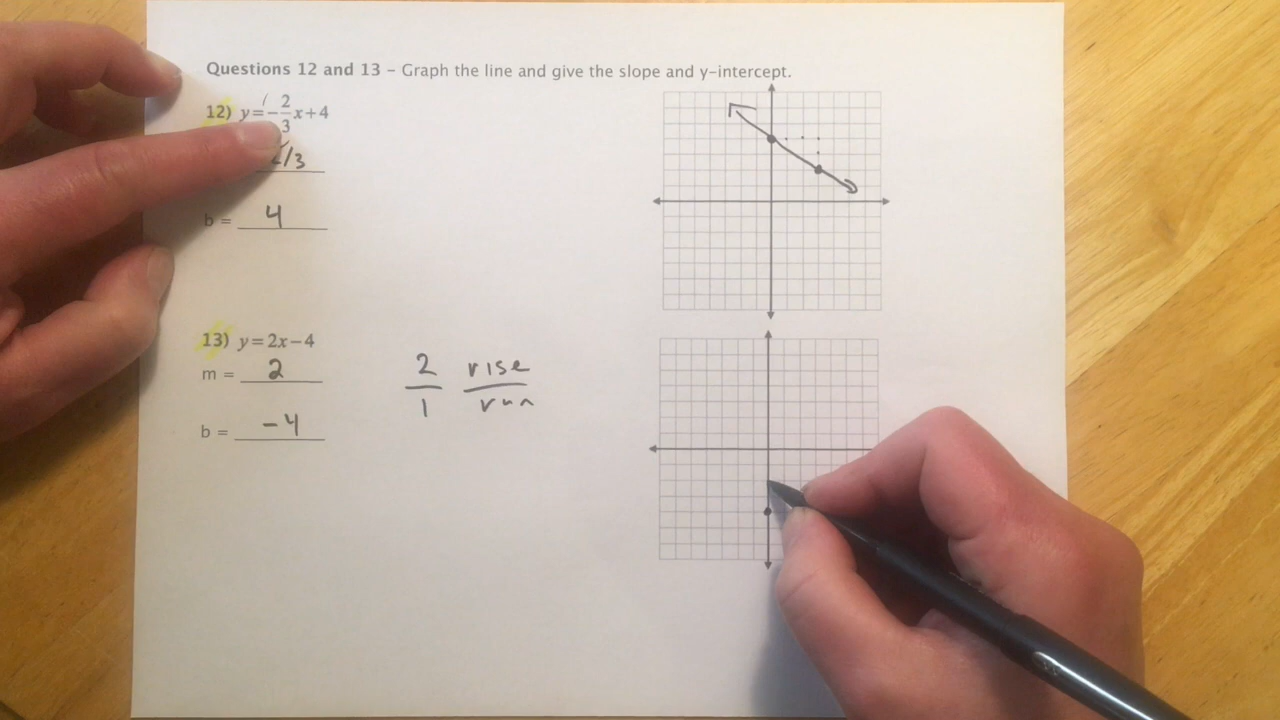 Questions 12 and 13 – Graph the line and give the slope and y-intercept.
12) y=-2/3x+4
2/3
b = 4
13) y=2x-4
m = 2
2/1 rise/run
b = -4